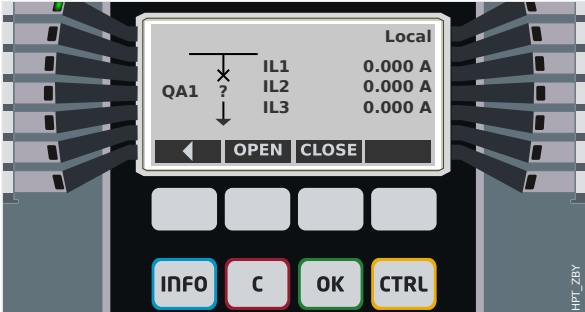 Local
IL1 0.000 A
QA1 ? IL2 0.000 A
IL3 0.000 A
OPEN CLOSE
INFO C OK CTRL
HPT_ZBY